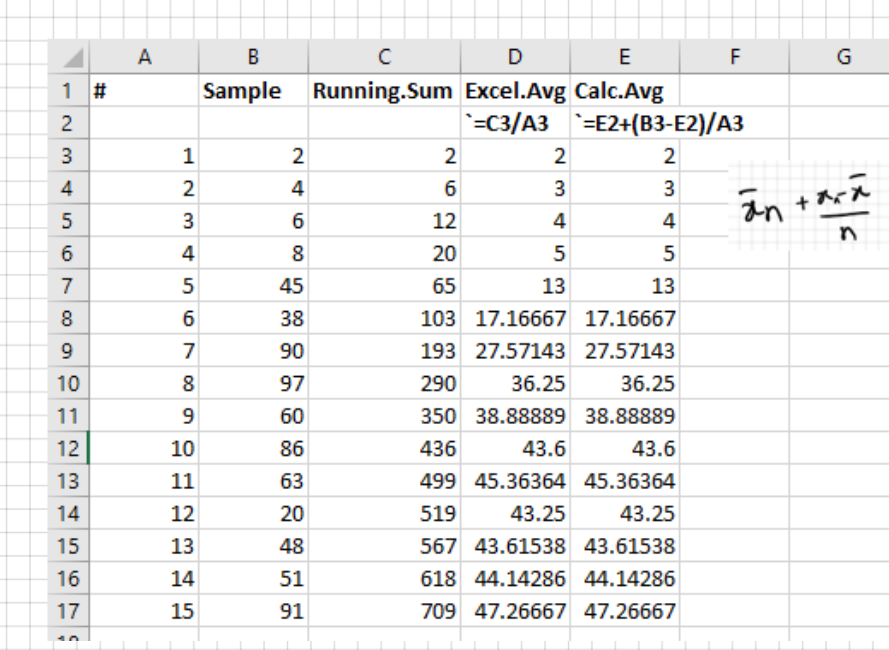 A B C D E F G
1 # Sample Running.Sum Excel.Avg Calc.Avg
2 `=C3/A3 `=E2+(B3-E2)/A3
3 1 2 2 2 2
4 2 4 6 3 3
5 3 6 12 4 4
6 4 8 20 5 5
7 5 45 65 13 13
8 6 38 103 17.16667 17.16667
9 7 90 193 27.57143 27.57143
10 8 97 290 36.25 36.25
11 9 60 350 38.88889 38.88889
12 10 86 436 43.6 43.6
13 11 63 499 45.36364 45.36364
14 12 20 519 43.25 43.25
15 13 48 567 43.61538 43.61538
16 14 51 618 44.14286 44.14286
17 15 91 709 47.26667 47.26667
x̄n + xn-x̄
n